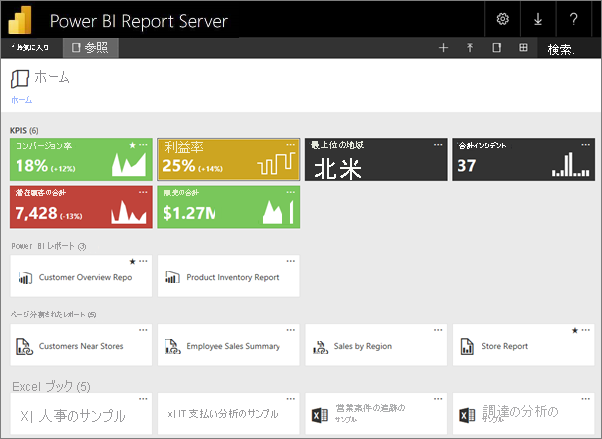 Power BI Report Server
?
お気に入り 参照 検索.
ホーム
ホーム
KPIS (6)
コンバージョン率
18% (+12%)
利益率
25% (+14%)
最上位の地域
北米
合計インシデント
37
潜在顧客の合計
7,428 (-13%)
販売の合計
$1.27M
Power BI レポート (3)
Customer Overview Repo
Product Inventory Report
ページ分割されたレポート (5)
Customers Near Stores
Employee Sales Summary
Sales by Region
Store Report
Excel ブック (5)
X| 人事のサンプル
x| IT 支払い分析のサンプル
営業案件の追跡の
サンプル
調達の分析の
サンプル